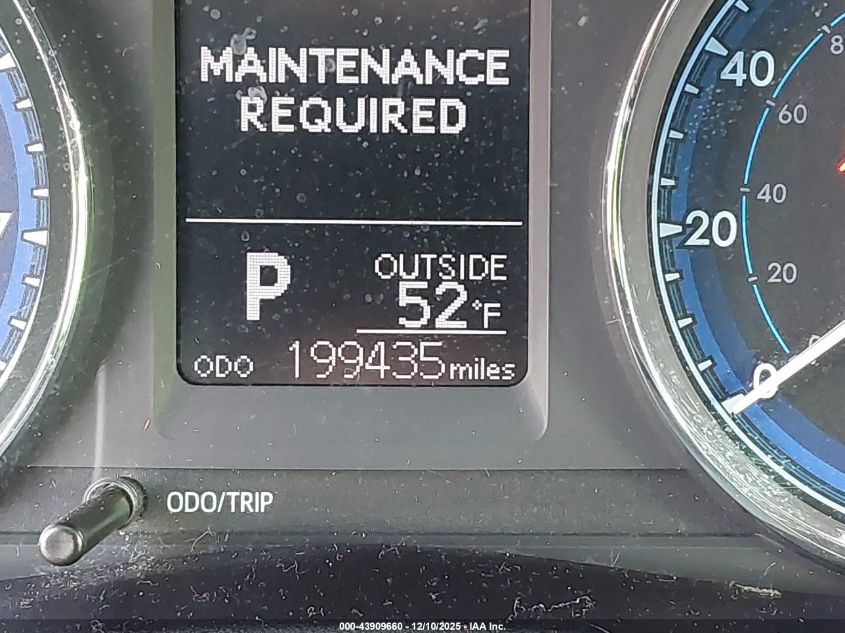 MAINTENANCE
REQUIRED
P
OUTSIDE
52°F
ODO 199435 miles
ODO/TRIP
40
20
0
60
40
20
000-43909660 - 12/10/2025 - IAA Inc.